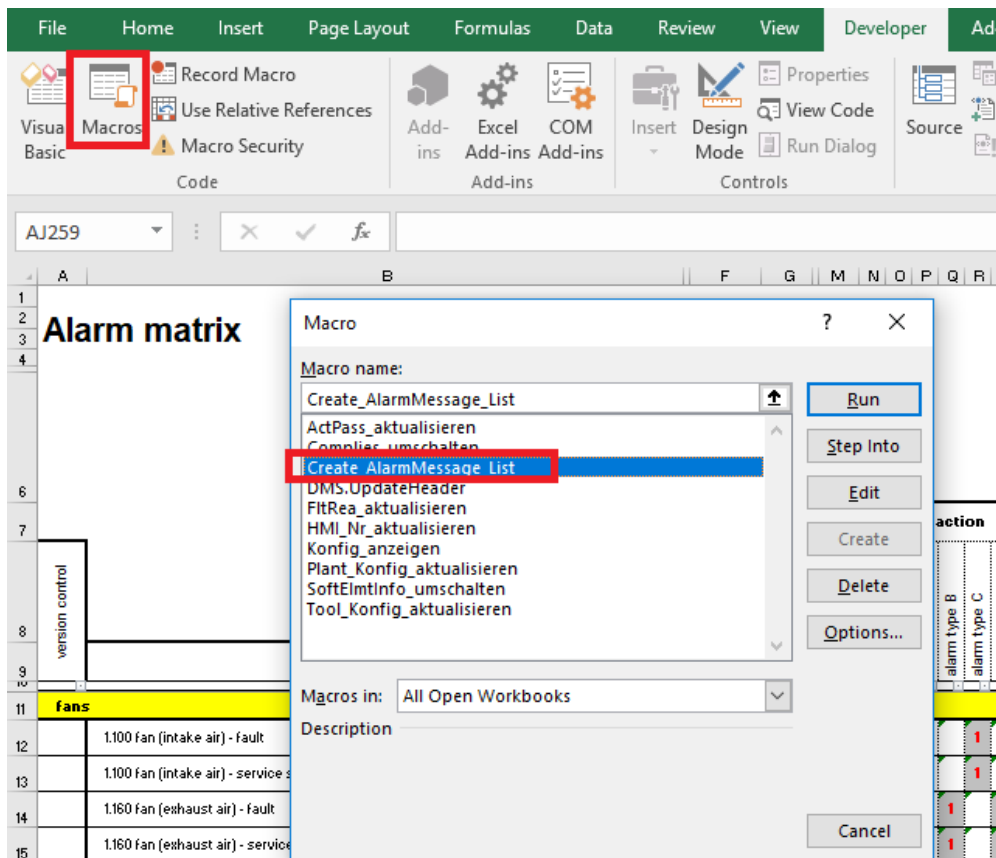 File Home Insert Page Layout Formulas Data Review View Developer
Record Macro
Use Relative References
Macro Security
Visual Basic
Macros
Code
Add-ins
Excel Add-ins
COM Add-ins
Add-ins
Insert
Design Mode
Properties
View Code
Run Dialog
Controls
Source
AJ259
fx
A B F G M N O P Q R
1
2
3
4
6
7
8
9
10
11
12
13
14
15
Alarm matrix
version control
fans
1.100 fan (intake air) - fault
1.100 fan (intake air) - service
1.160 fan (exhaust air) - fault
1.160 fan (exhaust air) - service
Macro ?
Macro name:
Create_AlarmMessage_List
ActPass_aktualisieren
Complies_umschalten
Create_AlarmMessage_List
DMS.UpdateHeader
FltRea_aktualisieren
HMI_Nr_aktualisieren
Konfig_anzeigen
Plant_Konfig_aktualisieren
SoftElmtInfo_umschalten
Tool_Konfig_aktualisieren
Run
Step Into
Edit
Create
Delete
Options...
Macros in: All Open Workbooks
Description
Cancel
action
alarm type B
alarm type C
1
1
1
1